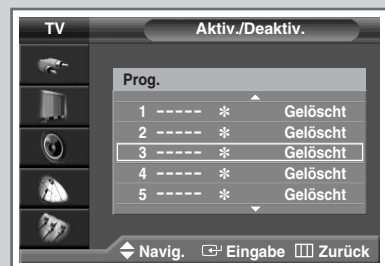 TV Aktiv./Deaktiv.
Prog.
1 ----- ✻ Gelöscht
2 ----- ✻ Gelöscht
3 ----- ✻ Gelöscht
4 ----- ✻ Gelöscht
5 ----- ✻ Gelöscht
Navig. Eingabe Zurück